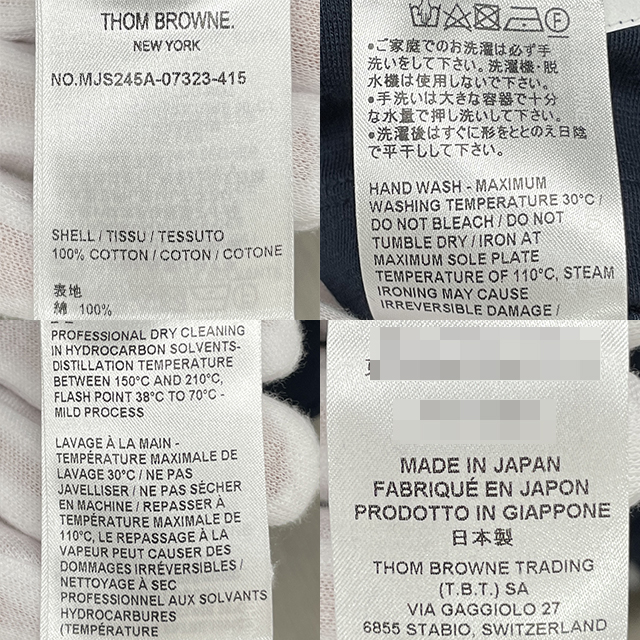 THOM BROWNE.
NEW YORK
NO.MJS245A-07323-415
SHELL / TISSU / TESSUTO
100% COTTON / COTON / COTONE
表地
綿 100%
●ご家庭でのお洗濯は必ず手
洗いをして下さい。洗濯機・脱
水機は使用しないで下さい。
●手洗いは大きな容器で十分
な水量で押し洗いして下さい。
●洗濯後はすぐに形をととのえ日陰
で平干しして下さい。
HAND WASH - MAXIMUM
WASHING TEMPERATURE 30°C /
DO NOT BLEACH / DO NOT
TUMBLE DRY / IRON AT
MAXIMUM SOLE PLATE
TEMPERATURE OF 110°C, STEAM
IRONING MAY CAUSE
IRREVERSIBLE DAMAGE /
PROFESSIONAL DRY CLEANING
IN HYDROCARBON SOLVENTS-
DISTILLATION TEMPERATURE
BETWEEN 150°C AND 210°C,
FLASH POINT 38°C TO 70°C -
MILD PROCESS
LAVAGE À LA MAIN -
TEMPÉRATURE MAXIMALE DE
LAVAGE 30°C / NE PAS
JAVELLISER / NE PAS SÉCHER
EN MACHINE / REPASSER À
TEMPÉRATURE MAXIMALE DE
110°C, LE REPASSAGE À LA
VAPEUR PEUT CAUSER DES
DOMMAGES IRRÉVERSIBLES /
NETTOYAGE À SEC
PROFESSIONNEL AUX SOLVANTS
HYDROCARBURES
(TEMPÉRATURE
MADE IN JAPAN
FABRIQUÉ EN JAPON
PRODOTTO IN GIAPPONE
日本製
THOM BROWNE TRADING
(T.B.T.) SA
VIA GAGGIOLO 27
6855 STABIO, SWITZERLAND